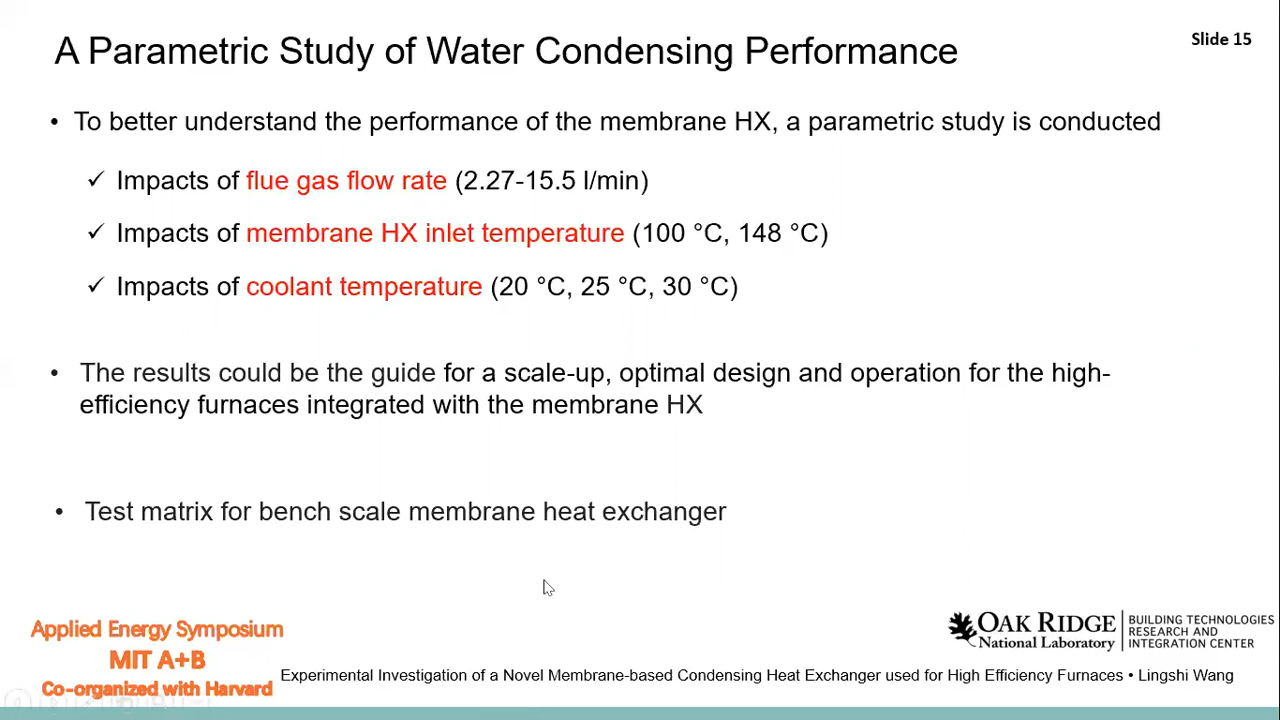 A Parametric Study of Water Condensing Performance
Slide 15
• To better understand the performance of the membrane HX, a parametric study is conducted
✓ Impacts of flue gas flow rate (2.27-15.5 l/min)
✓ Impacts of membrane HX inlet temperature (100 °C, 148 °C)
✓ Impacts of coolant temperature (20 °C, 25 °C, 30 °C)
• The results could be the guide for a scale-up, optimal design and operation for the high-
efficiency furnaces integrated with the membrane HX
• Test matrix for bench scale membrane heat exchanger
Applied Energy Symposium
MIT A+B
Co-organized with Harvard
OAK RIDGE
National Laboratory
BUILDING TECHNOLOGIES
RESEARCH AND
INTEGRATION CENTER
Experimental Investigation of a Novel Membrane-based Condensing Heat Exchanger used for High Efficiency Furnaces • Lingshi Wang